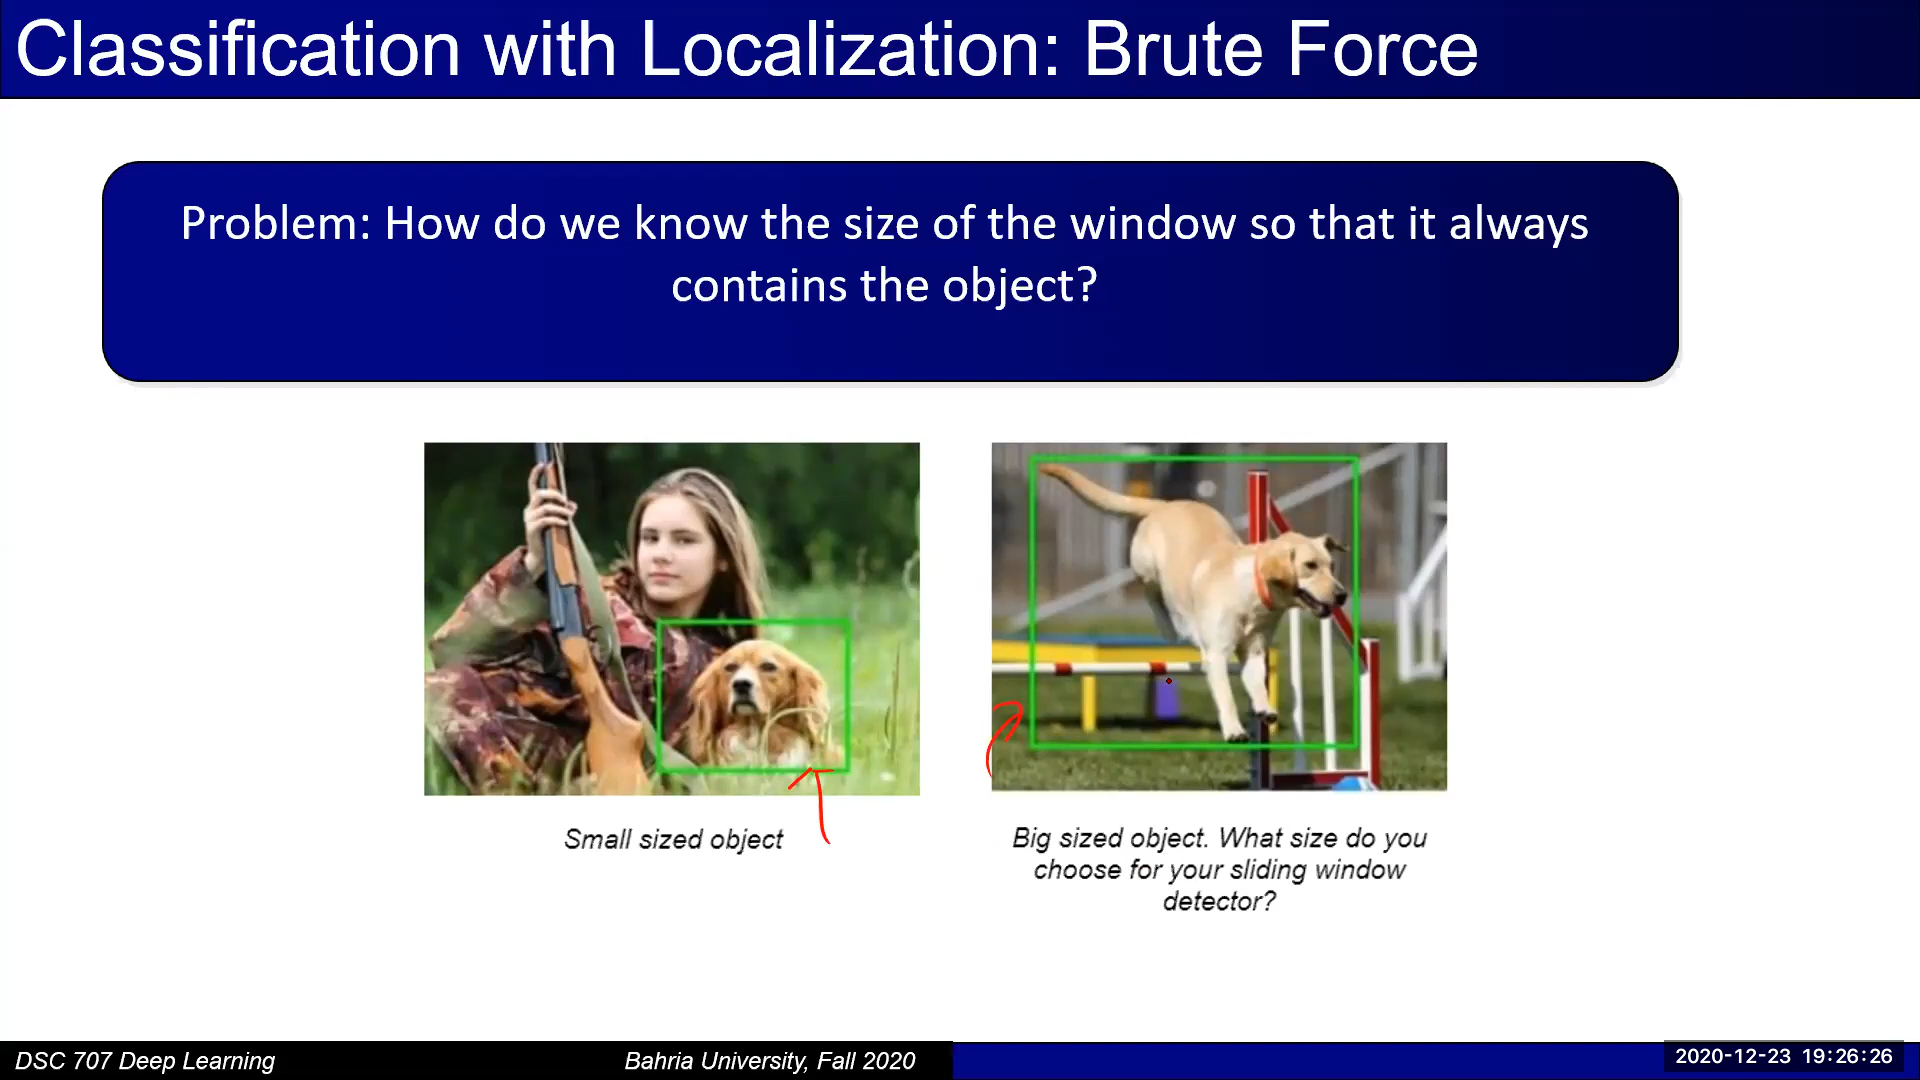 Classification with Localization: Brute Force
Problem: How do we know the size of the window so that it always
contains the object?
Small sized object
Big sized object. What size do you
choose for your sliding window
detector?
DSC 707 Deep Learning
Bahria University, Fall 2020
2020-12-23 19:26:26